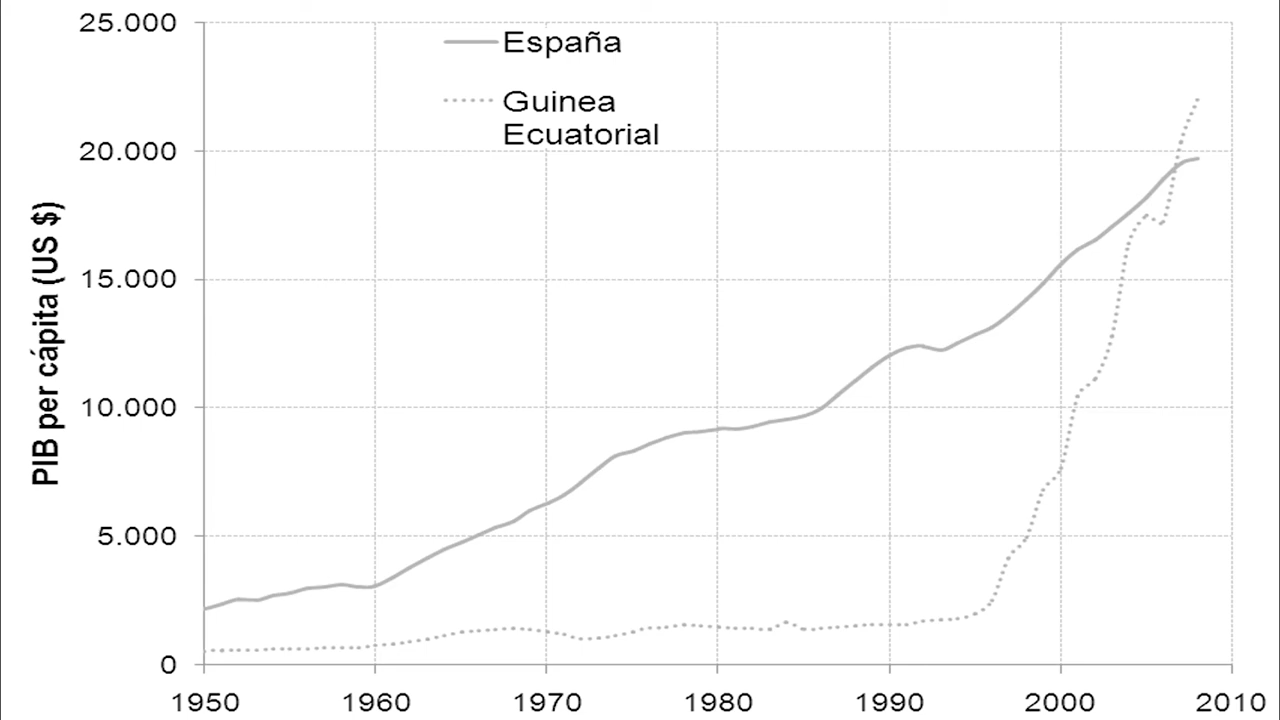 25.000
España
Guinea
Ecuatorial
20.000
15.000
10.000
5.000
0
PIB per cápita (US $)
1950 1960 1970 1980 1990 2000 2010